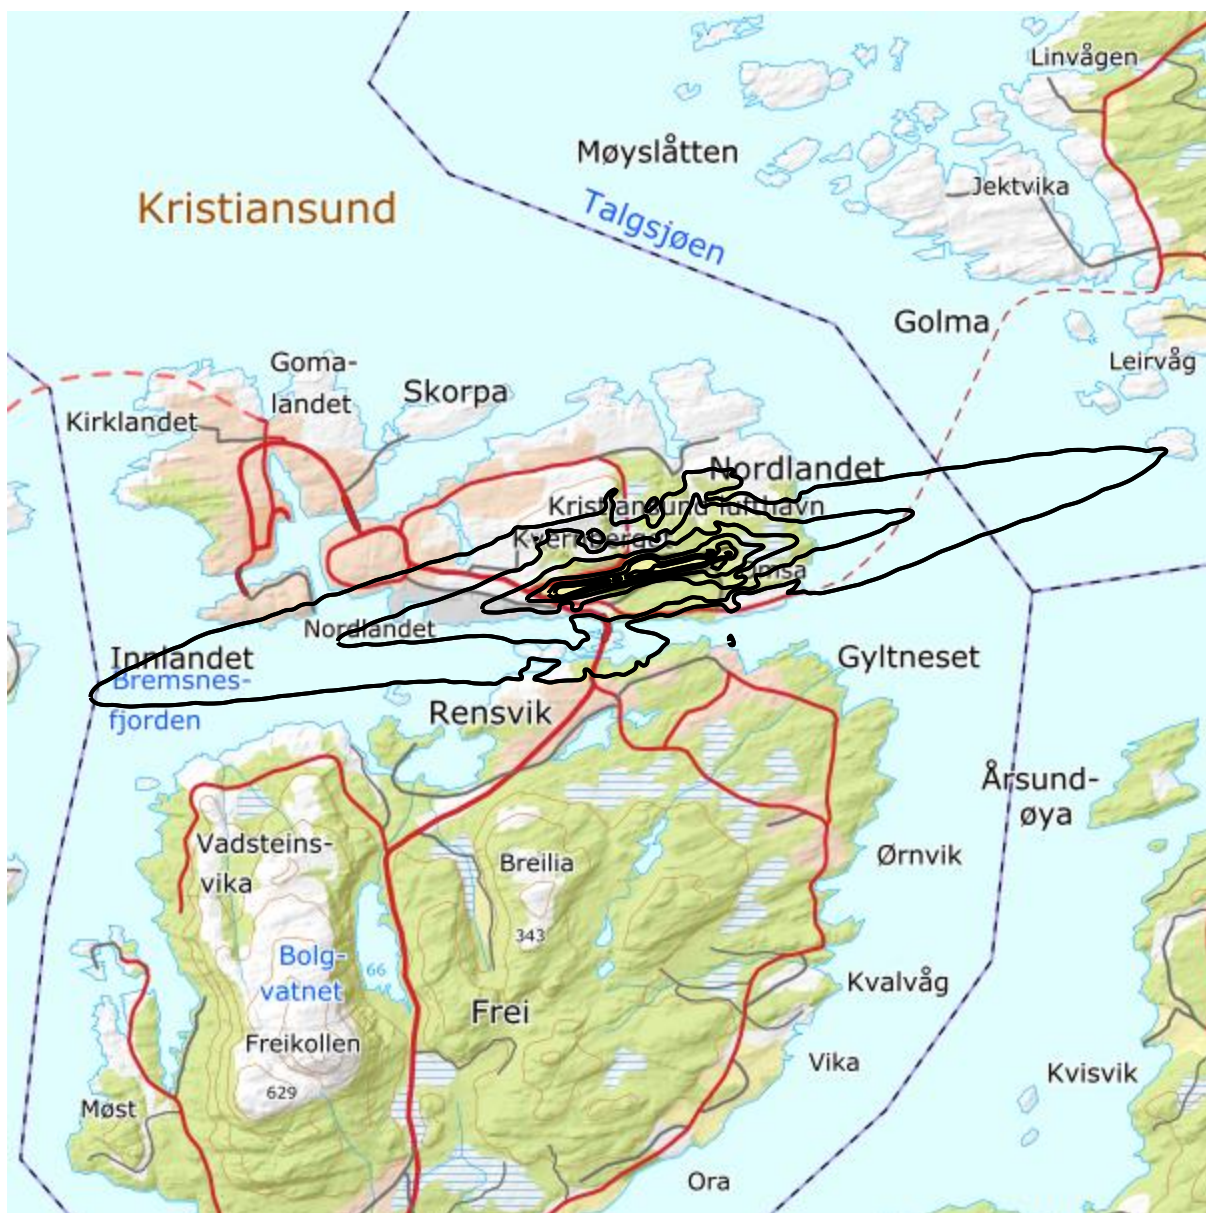 Linvågen
Møyslåtten
Jektvika
Kristiansund
Talgsjøen
Golma
Leirvåg
Goma-
landet
Skorpa
Kirklandet
Nordlandet
Kristiansund lufthavn
Kvernberget
Nordlandet
Innlandet
Bremsnes-
fjorden
Gyltneset
Rensvik
Årsund-
øya
Vadsteins-
vika
Breilia
Ørnvik
343
Bolg-
vatnet
66
Kvalvåg
Frei
Freikollen
Vika
629
Kvisvik
Møst
Ora